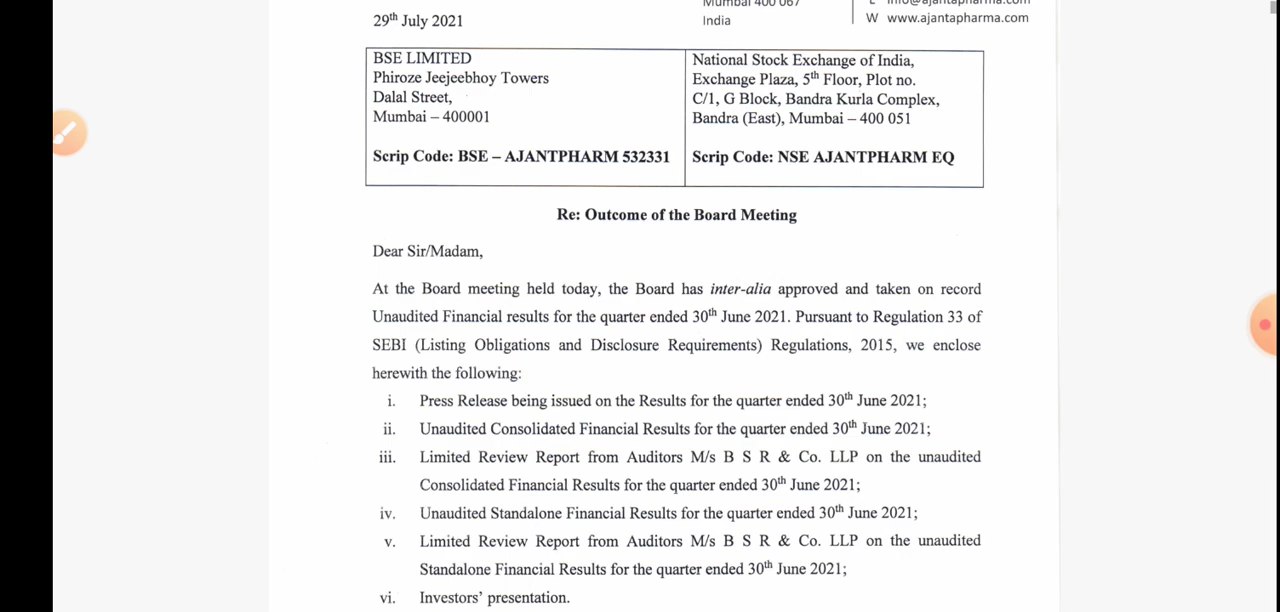 Mumbai 400 067
E info@ajantapharma.com
29th July 2021
India
W www.ajantapharma.com
BSE LIMITED
Phiroze Jeejeebhoy Towers
Dalal Street,
Mumbai – 400001
Scrip Code: BSE – AJANTPHARM 532331
National Stock Exchange of India,
Exchange Plaza, 5th Floor, Plot no.
C/1, G Block, Bandra Kurla Complex,
Bandra (East), Mumbai – 400 051
Scrip Code: NSE AJANTPHARM EQ
Re: Outcome of the Board Meeting
Dear Sir/Madam,
At the Board meeting held today, the Board has inter-alia approved and taken on record
Unaudited Financial results for the quarter ended 30th June 2021. Pursuant to Regulation 33 of
SEBI (Listing Obligations and Disclosure Requirements) Regulations, 2015, we enclose
herewith the following:
i. Press Release being issued on the Results for the quarter ended 30th June 2021;
ii. Unaudited Consolidated Financial Results for the quarter ended 30th June 2021;
iii. Limited Review Report from Auditors M/s B S R & Co. LLP on the unaudited
Consolidated Financial Results for the quarter ended 30th June 2021;
iv. Unaudited Standalone Financial Results for the quarter ended 30th June 2021;
v. Limited Review Report from Auditors M/s B S R & Co. LLP on the unaudited
Standalone Financial Results for the quarter ended 30th June 2021;
vi. Investors' presentation.